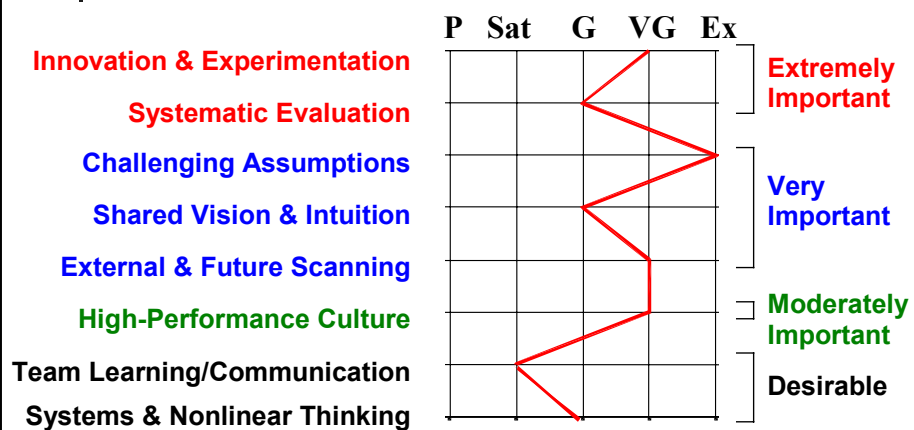 P Sat G VG Ex
Innovation & Experimentation
Systematic Evaluation
Challenging Assumptions
Shared Vision & Intuition
External & Future Scanning
High-Performance Culture
Team Learning/Communication
Systems & Nonlinear Thinking
Extremely
Important
Very
Important
Moderately
Important
Desirable